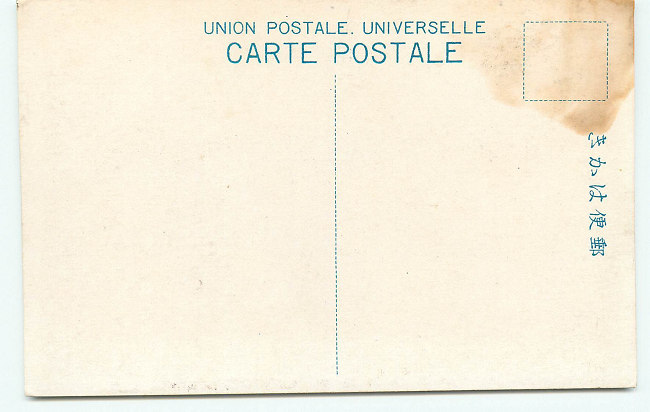 UNION POSTALE. UNIVERSELLE
CARTE POSTALE
郵便はかき